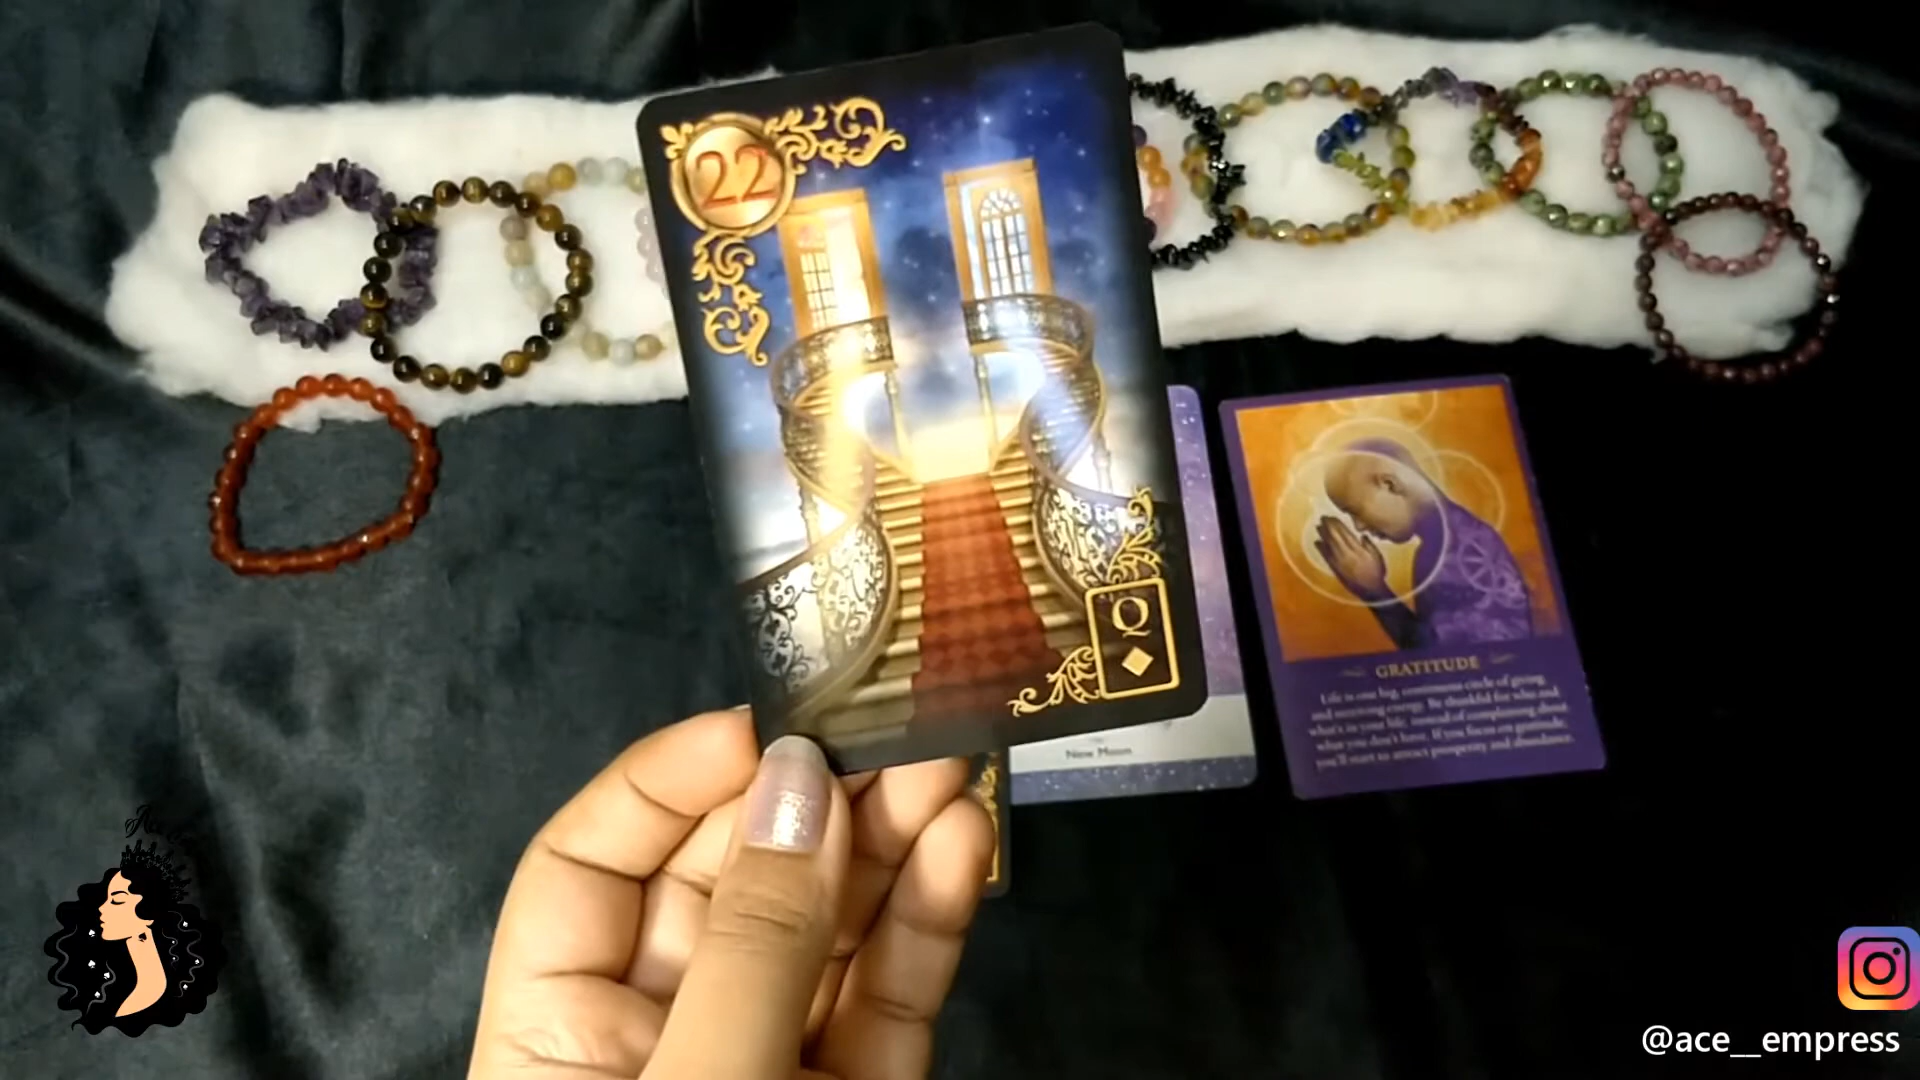 22
Q
New Moon
GRATITUDE
Life is one big, continuous circle of giving
and receiving energy. Be thankful for who and
what's in your life, instead of complaining about
what you don't have. If you focus on gratitude,
you'll start to attract prosperity and abundance.
@ace__empress